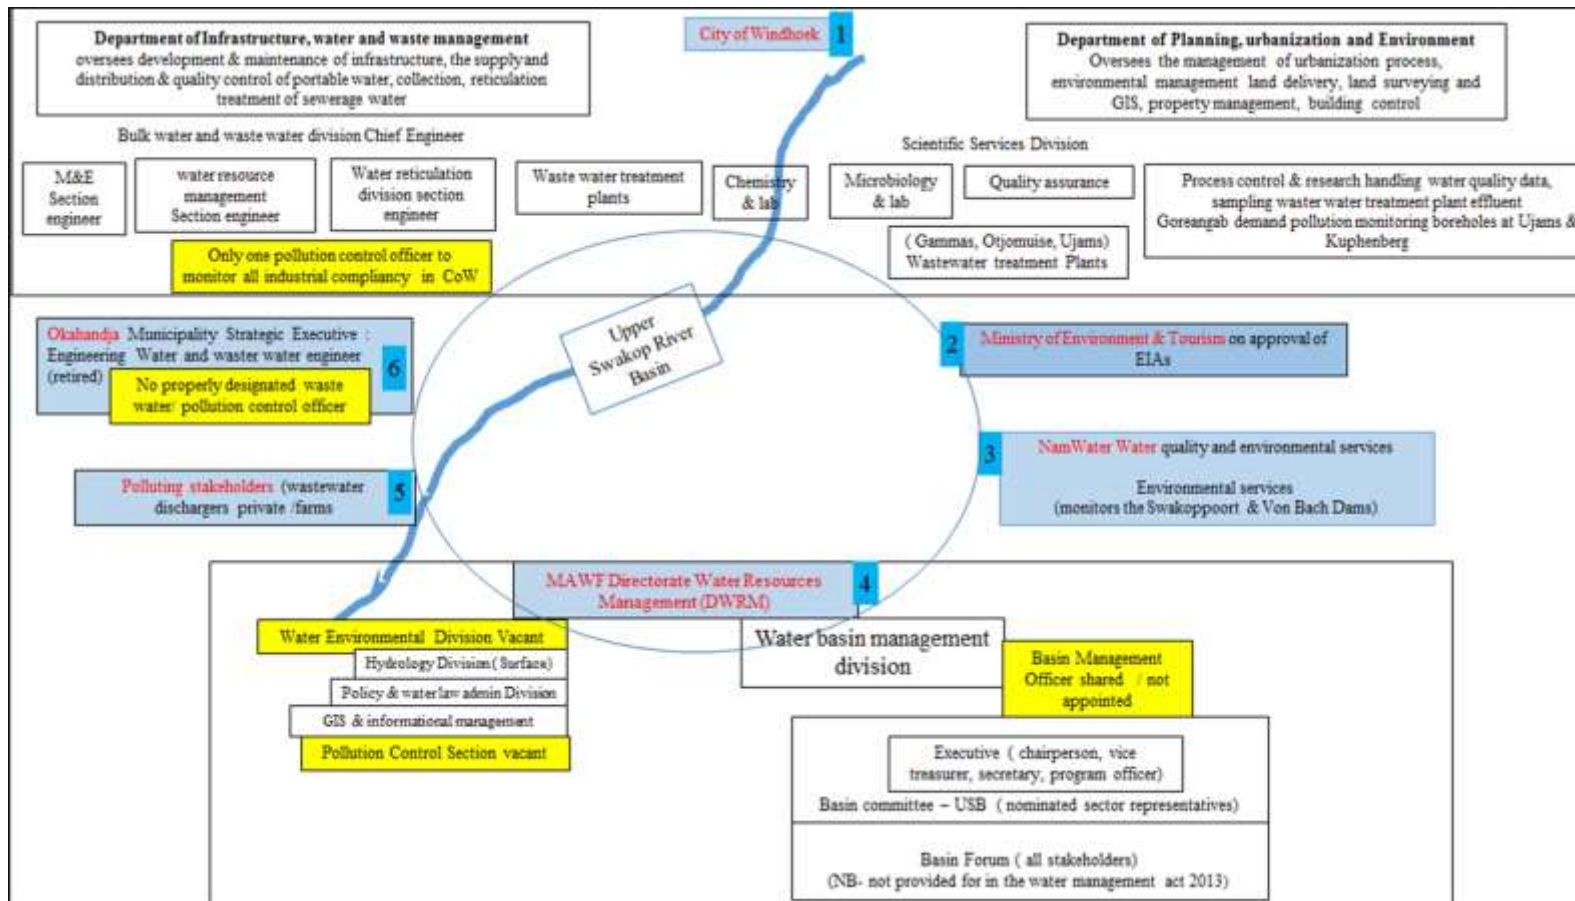 City of Windhoek 1
Department of Infrastructure, water and waste management
oversees development & maintenance of infrastructure, the supply and
distribution & quality control of portable water, collection, reticulation
treatment of sewerage water
Department of Planning, urbanization and Environment
Oversees the management of urbanization process,
environmental management land delivery, land surveying and
GIS, property management, building control
Bulk water and waste water division Chief Engineer
Scientific Services Division
M&E
Section
engineer
water resource
management
Section engineer
Water reticulation
division section
engineer
Waste water treatment
plants
Chemistry
& lab
Microbiology
& lab
Quality assurance
Process control & research handling water quality data,
sampling waster water treatment plant effluent
Goreangab demand pollution monitoring boreholes at Ujams &
Kuphenberg
( Gammas, Otjomuise, Ujams)
Wastewater treatment Plants
Only one pollution control officer to
monitor all industrial compliancy in CoW
Upper
Swakop River
Basin
Okahandja Municipality Strategic Executive :
Engineering Water and waster water engineer
(retired)
6
No properly designated waste
water/ pollution control officer
2
Ministry of Environment & Tourism on approval of
EIAs
3
NamWater Water quality and environmental services
Environmental services
(monitors the Swakoppoort & Von Bach Dams)
Polluting stakeholders (wastewater
dischargers private /farms
5
MAWF Directorate Water Resources
Management (DWRM)
4
Water Environmental Division Vacant
Hydrology Division ( Surface)
Policy & water law admin Division
GIS & informational management
Pollution Control Section vacant
Water basin management
division
Basin Management
Officer shared / not
appointed
Executive ( chairperson, vice
treasurer, secretary, program officer)
Basin committee – USB ( nominated sector representatives)
Basin Forum ( all stakeholders)
(NB- not provided for in the water management act 2013)